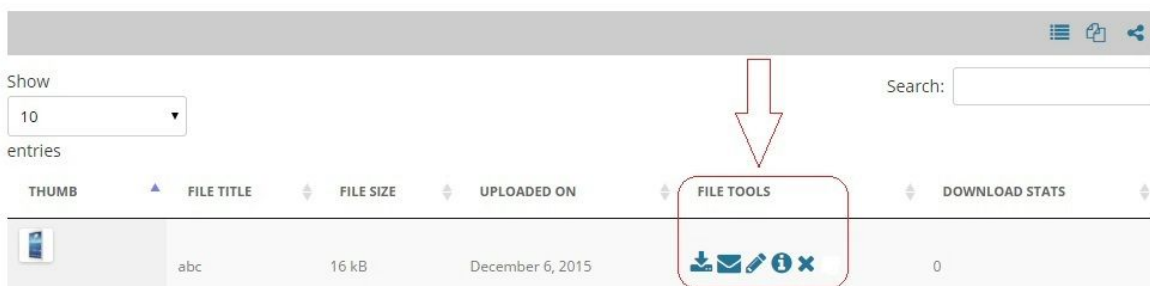 Show
Search:
10
entries
THUMB FILE TITLE FILE SIZE UPLOADED ON FILE TOOLS DOWNLOAD STATS
abc 16 kB December 6, 2015 0